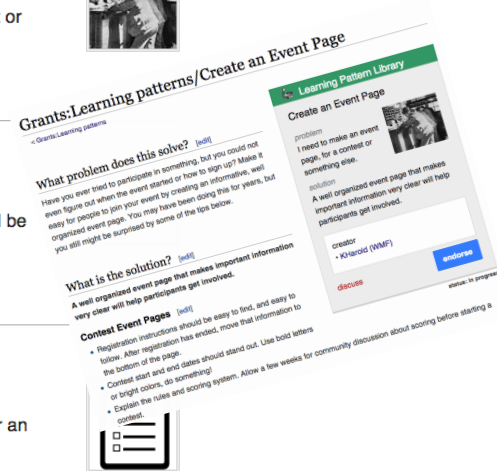 or
Grants:Learning patterns/Create an Event Page
< Grants:Learning patterns
What problem does this solve? [edit]
Have you ever tried to participate in something, but you could not
even figure out when the event started or how to sign up? Make it
easy for people to join your event by creating an informative, well
organized event page. You may have been doing this for years, but
you still might be surprised by some of the tips below.
be
What is the solution? [edit]
A well organized event page that makes important information
very clear will help participants get involved.
Contest Event Pages [edit]
• Registration instructions should be easy to find, and easy to
follow. After registration has ended, move that information to
the bottom of the page.
• Contest start and end dates should stand out. Use bold letters
or bright colors, do something!
• Explain the rules and scoring system. Allow a few weeks for community discussion about scoring before starting a
contest.
Learning Pattern Library
Create an Event Page
problem
I need to make an event
page, for a contest or
something else.
solution
A well organized event page that makes
important information very clear will help
participants get involved.
creator
• KHarold (WMF)
endorse
discuss
status: in progress
an